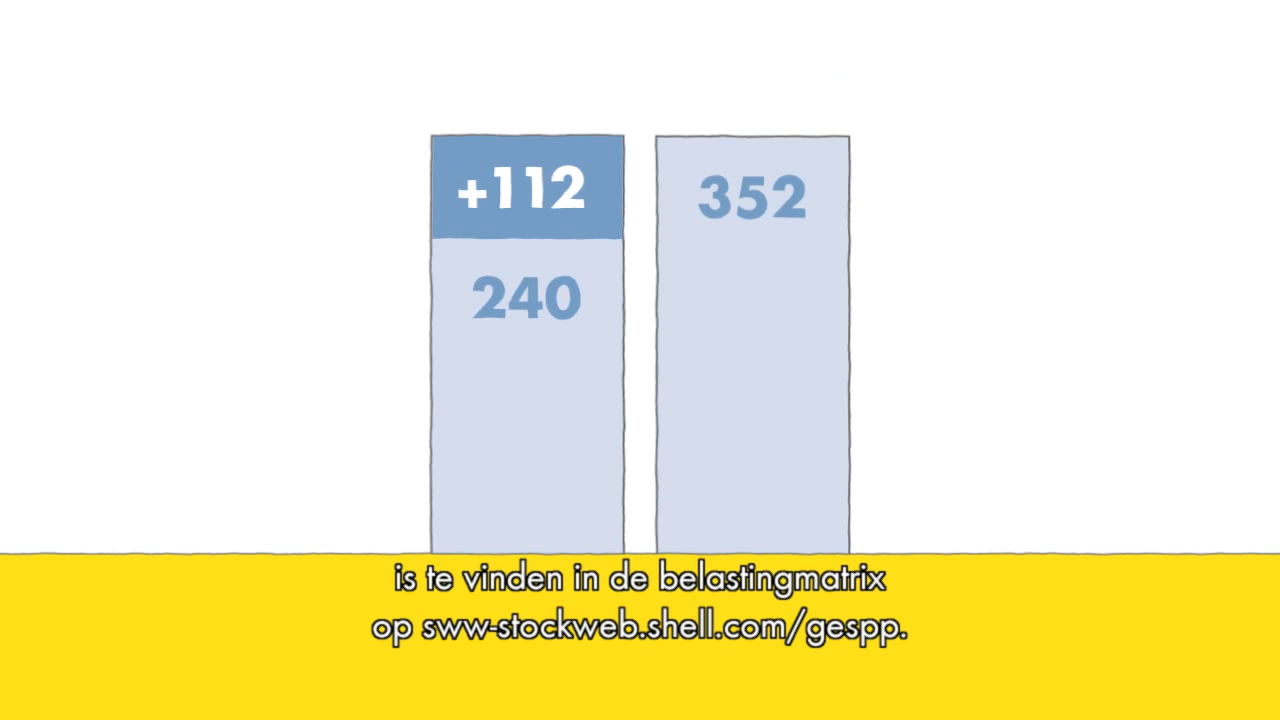 +112
352
240
is te vinden in de belastingmatrix
op sww-stockweb.shell.com/gespp.